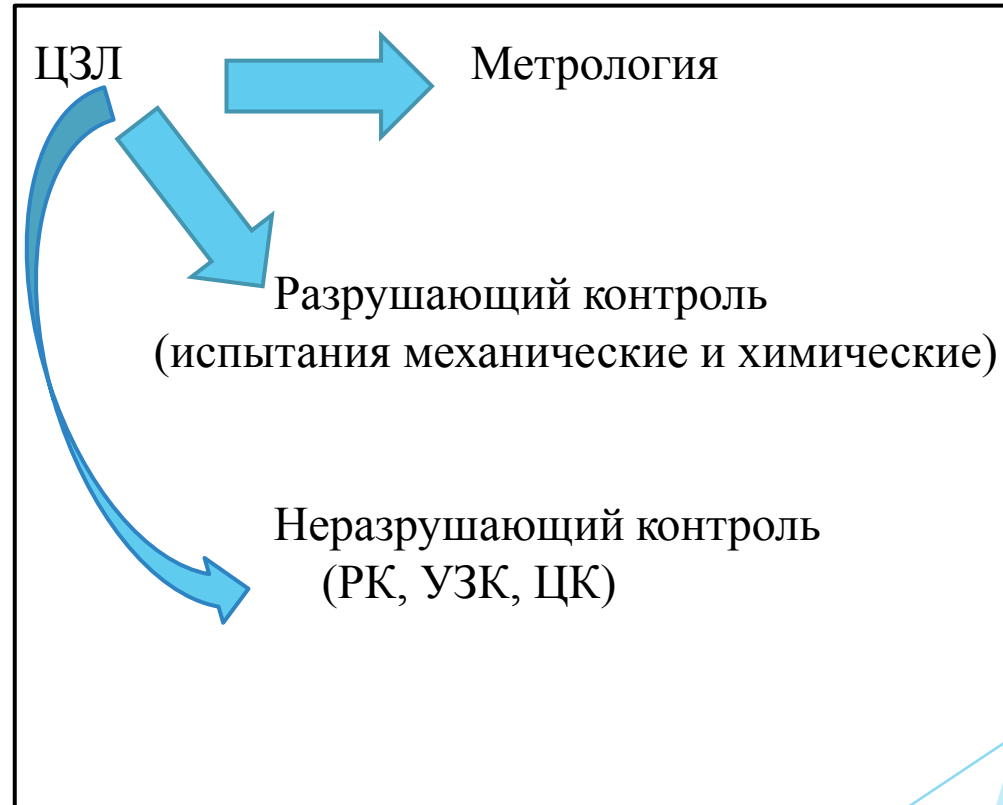 ЦЗЛ
Метрология
Разрушающий контроль
(испытания механические и химические)
Неразрушающий контроль
(РК, УЗК, ЦК)